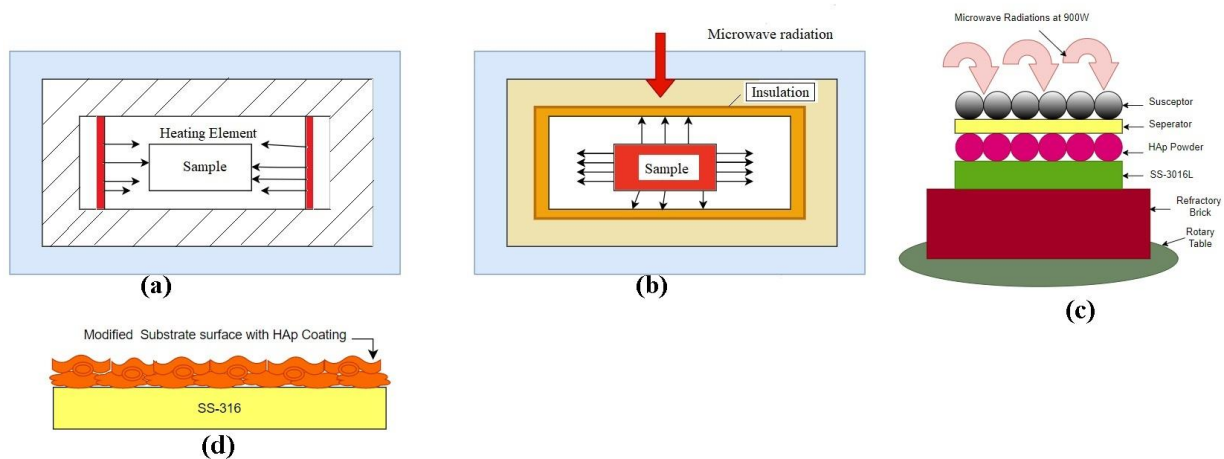 Heating Element
Sample
(a)
Microwave radiation
Insulation
Sample
(b)
Microwave Radiations at 900W
Susceptor
Seperator
HAp Powder
SS-3016L
Refractory
Brick
Rotary
Table
(c)
Modified Substrate surface with HAp Coating
SS-316
(d)